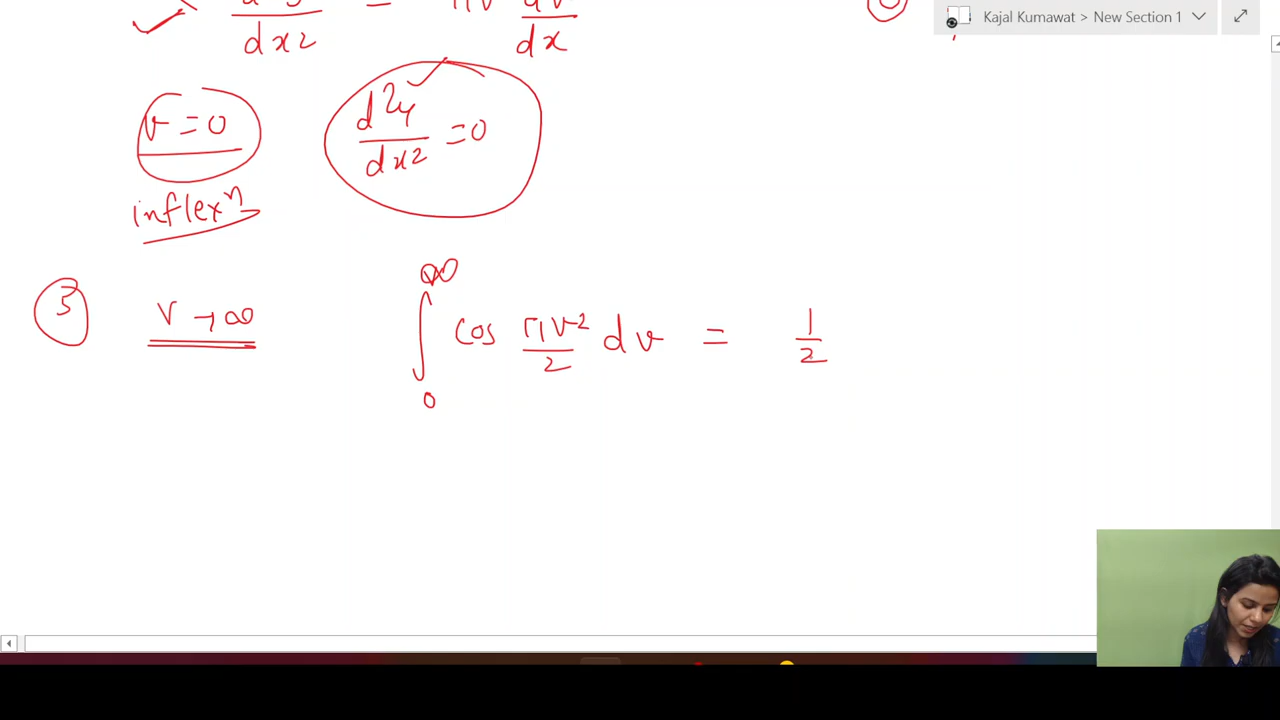 Kajal Kumawat > New Section 1
dx2 = πv dv/dx
v = 0 d2y/dx2 = 0
inflexn
3 v → ∞ ∫0^∞ cos πv2/2 dv = 1/2